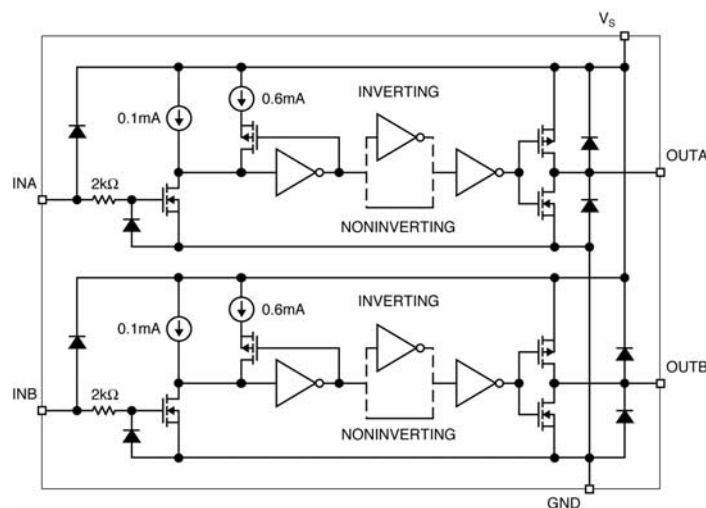 VS
0.6mA
INVERTING
0.1mA
OUTA
INA
2kΩ
NONINVERTING
0.6mA
INVERTING
0.1mA
OUTB
INB
2kΩ
NONINVERTING
GND